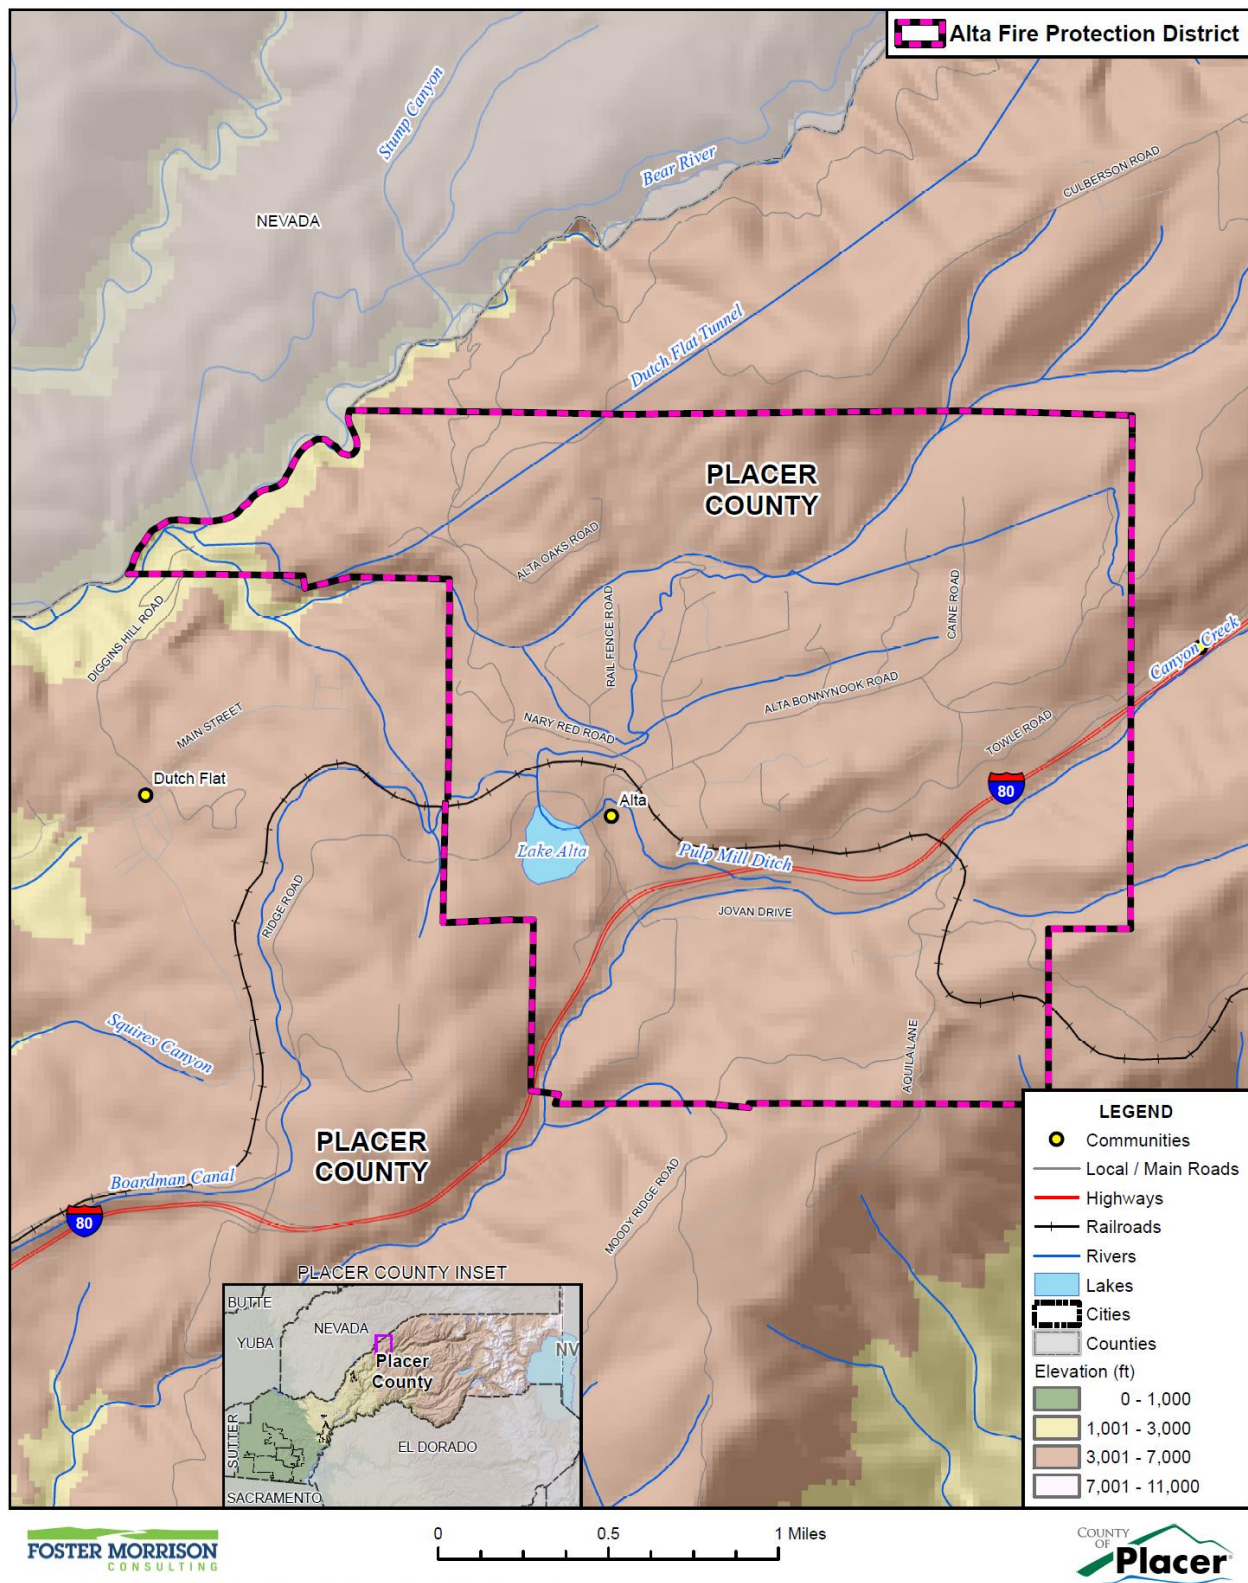 Alta Fire Protection District
Stump Canyon
Bear River
CULBERSON ROAD
NEVADA
Dutch Flat Tunnel
PLACER
COUNTY
ALTA OAKS ROAD
RAIL FENCE ROAD
CAINE ROAD
DIGGINS HILL ROAD
Canyon Creek
ALTA BONNYNOOK ROAD
MAIN STREET
NARY RED ROAD
TOWLE ROAD
Dutch Flat
80
Alta
Lake Alta
Pulp Mill Ditch
RIDGE ROAD
JOVAN DRIVE
Squires Canyon
AQUILA LANE
PLACER
COUNTY
Boardman Canal
MOODY RIDGE ROAD
80
LEGEND
Communities
Local / Main Roads
Highways
Railroads
Rivers
Lakes
Cities
Counties
Elevation (ft)
0 - 1,000
1,001 - 3,000
3,001 - 7,000
7,001 - 11,000
PLACER COUNTY INSET
BUTTE
YUBA
NEVADA
NV
Placer
County
SUTTER
EL DORADO
SACRAMENTO
FOSTER MORRISON
CONSULTING
0 0.5 1 Miles
COUNTY
OF
Placer